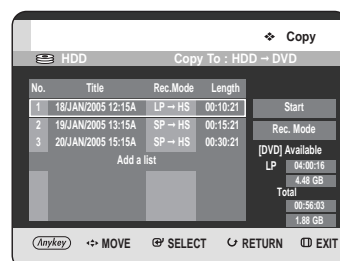 ❖ Copy
HDD Copy To : HDD → DVD
No. Title Rec.Mode Length
1 18/JAN/2005 12:15A LP → HS 00:10:21
2 19/JAN/2005 13:15A SP → HS 00:15:21
3 20/JAN/2005 15:15A SP → HS 00:30:21
Add a list
Start
Rec. Mode
[DVD] Available
LP 04:00:16
4.48 GB
Total
00:56:03
1.88 GB
Anykey MOVE SELECT RETURN EXIT